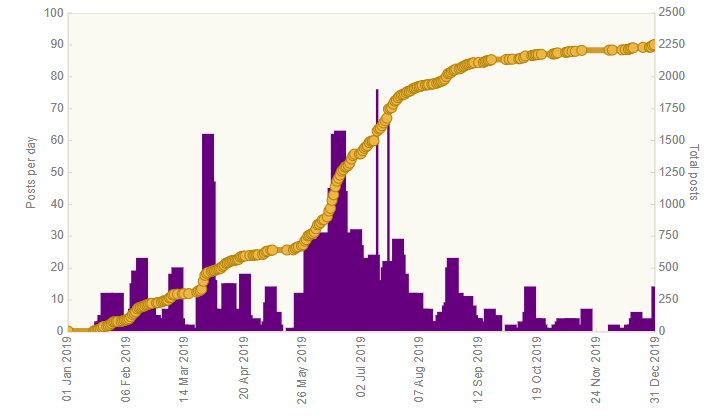 100
90
80
70
60
50
40
30
20
10
0
Posts per day
2500
2250
2000
1750
1500
1250
1000
750
500
250
0
Total posts
01 Jan 2019
06 Feb 2019
14 Mar 2019
20 Apr 2019
26 May 2019
02 Jul 2019
07 Aug 2019
12 Sep 2019
19 Oct 2019
24 Nov 2019
31 Dec 2019